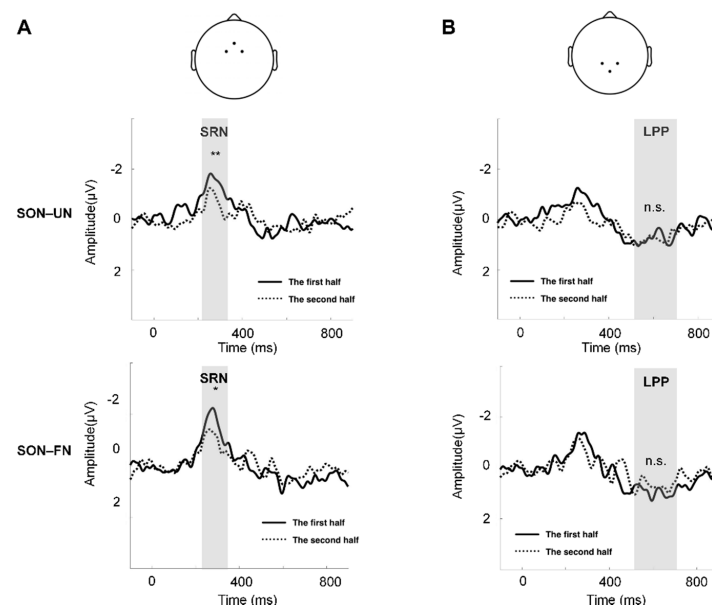 A
B
SRN
**
LPP
n.s.
SON–UN
Amplitude(μV)
-2
0
2
The first half
The second half
0
400
800
Time (ms)
Amplitude(μV)
-2
0
2
The first half
The second half
0
400
800
Time (ms)
SRN
*
LPP
n.s.
SON–FN
Amplitude(μV)
-2
0
2
The first half
The second half
0
400
800
Time (ms)
Amplitude(μV)
-2
0
2
The first half
The second half
0
400
800
Time (ms)